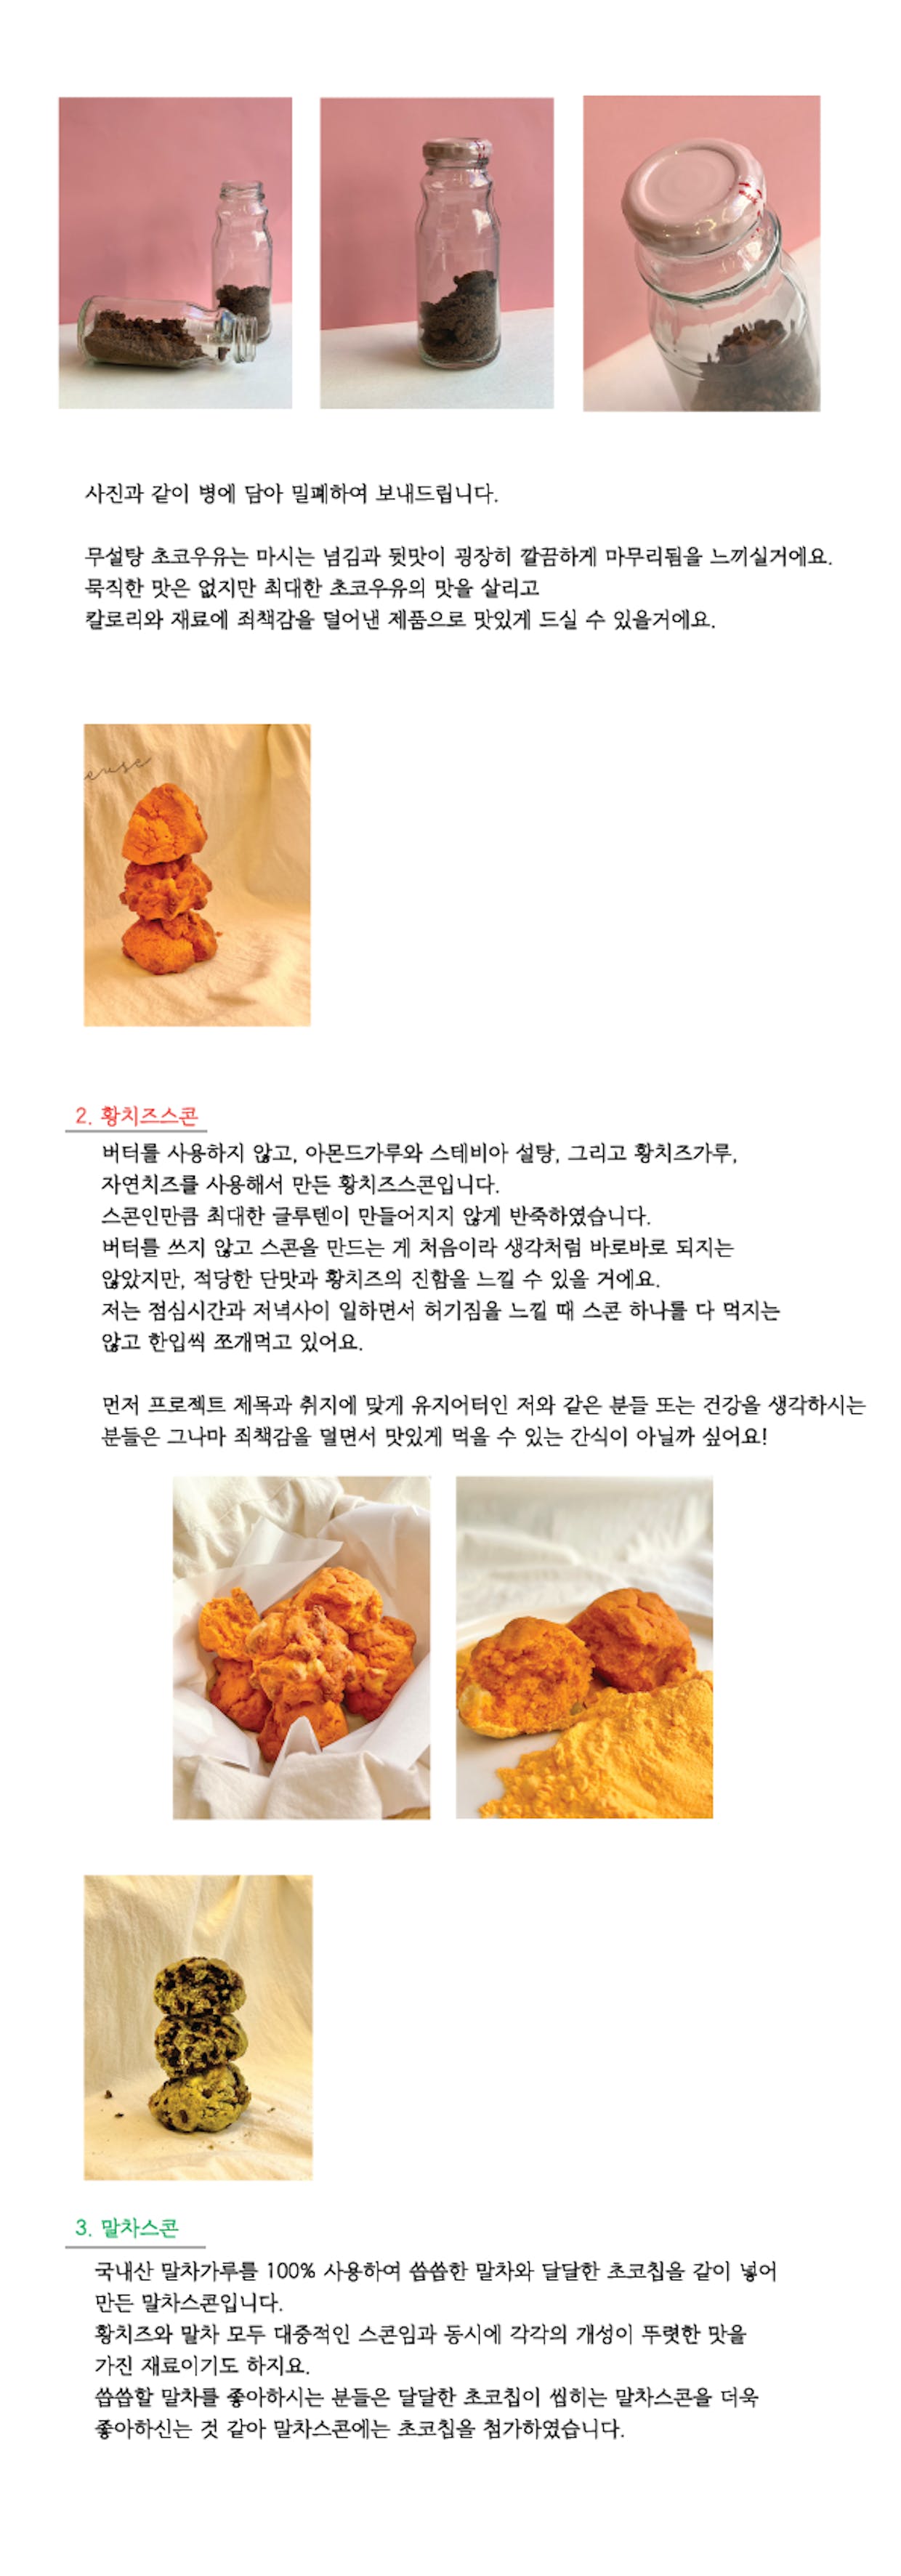 사진과 같이 병에 담아 밀폐하여 보내드립니다.
무설탕 초코우유는 마시는 넘김과 뒷맛이 굉장히 깔끔하게 마무리됨을 느끼실거에요.
묵직한 맛은 없지만 최대한 초코우유의 맛을 살리고
칼로리와 재료에 죄책감을 덜어낸 제품으로 맛있게 드실 수 있을거에요.
2. 황치즈스콘
버터를 사용하지 않고, 아몬드가루와 스테비아 설탕, 그리고 황치즈가루,
자연치즈를 사용해서 만든 황치즈스콘입니다.
스콘인만큼 최대한 글루텐이 만들어지지 않게 반죽하였습니다.
버터를 쓰지 않고 스콘을 만드는 게 처음이라 생각처럼 바로바로 되지는
않았지만, 적당한 단맛과 황치즈의 진함을 느낄 수 있을 거에요.
저는 점심시간과 저녁사이 일하면서 허기짐을 느낄 때 스콘 하나를 다 먹지는
않고 한입씩 쪼개먹고 있어요.
먼저 프로젝트 제목과 취지에 맞게 유지어터인 저와 같은 분들 또는 건강을 생각하시는
분들은 그나마 죄책감을 덜면서 맛있게 먹을 수 있는 간식이 아닐까 싶어요!
3. 말차스콘
국내산 말차가루를 100% 사용하여 씁씁한 말차와 달달한 초코칩을 같이 넣어
만든 말차스콘입니다.
황치즈와 말차 모두 대중적인 스콘임과 동시에 각각의 개성이 뚜렷한 맛을
가진 재료이기도 하지요.
씁씁할 말차를 좋아하시는 분들은 달달한 초코칩이 씹히는 말차스콘을 더욱
좋아하신는 것 같아 말차스콘에는 초코칩을 첨가하였습니다.